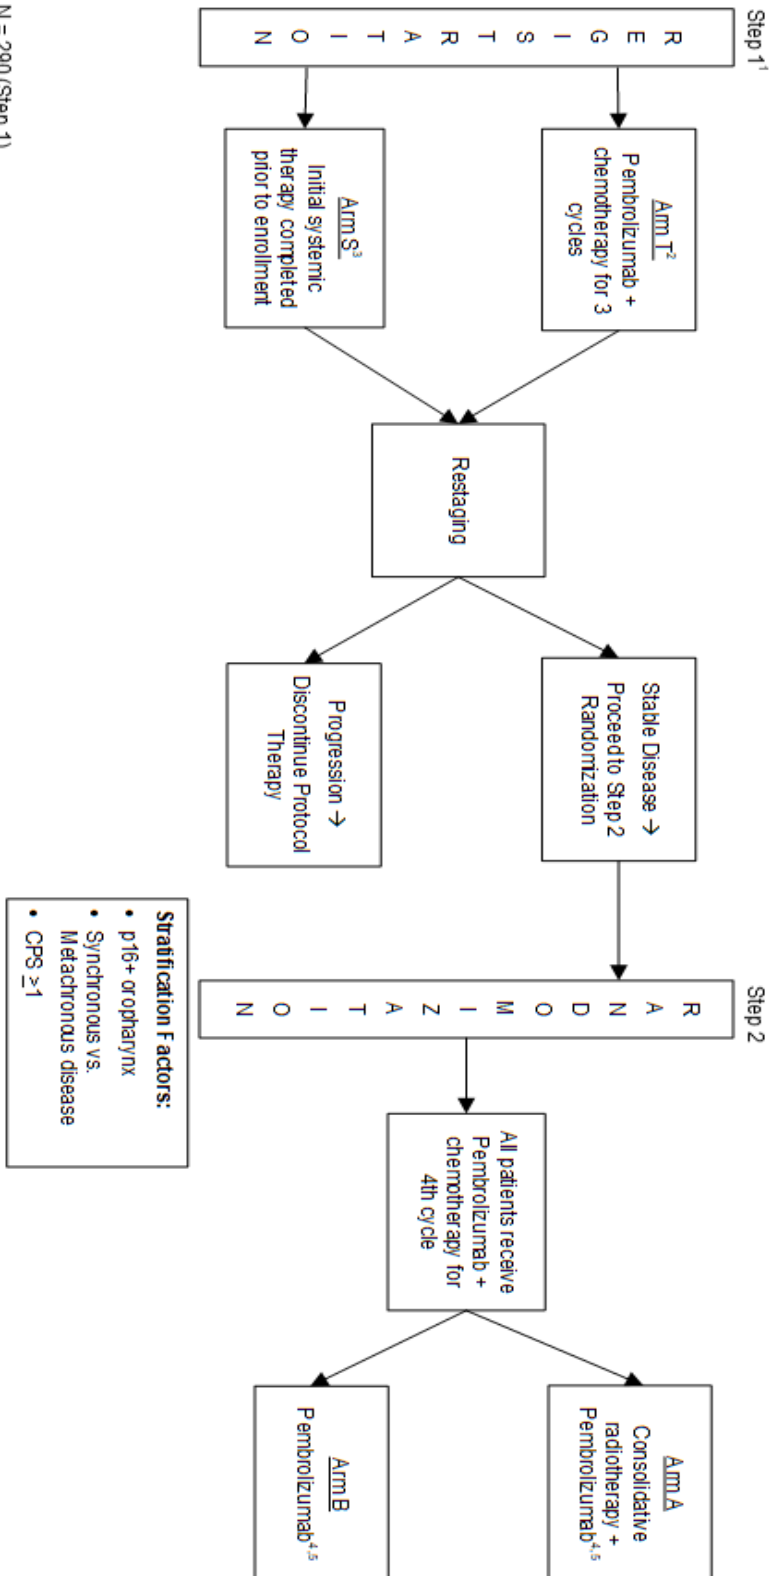 Step 1¹
R
E
G
I
S
T
R
A
T
I
O
N
Arm T²
Pembrolizumab +
chemotherapy for 3
cycles
Arm S³
Initial systemic
therapy completed
prior to enrollment
Restaging
Stable Disease →
Proceed to Step 2
Randomization
Progression →
Discontinue Protocol
Therapy
Step 2
R
A
N
D
O
M
I
Z
A
T
I
O
N
Stratification Factors:
• p16+ oropharynx
• Synchronous vs.
Metachronous disease
• CPS ≥1
All patients receive
Pembrolizumab +
chemotherapy for
4th cycle
Arm A
Consolidative
radiotherapy +
Pembrolizumab⁴,⁵
Arm B
Pembrolizumab⁴,⁵
N = 290 (Step 1)